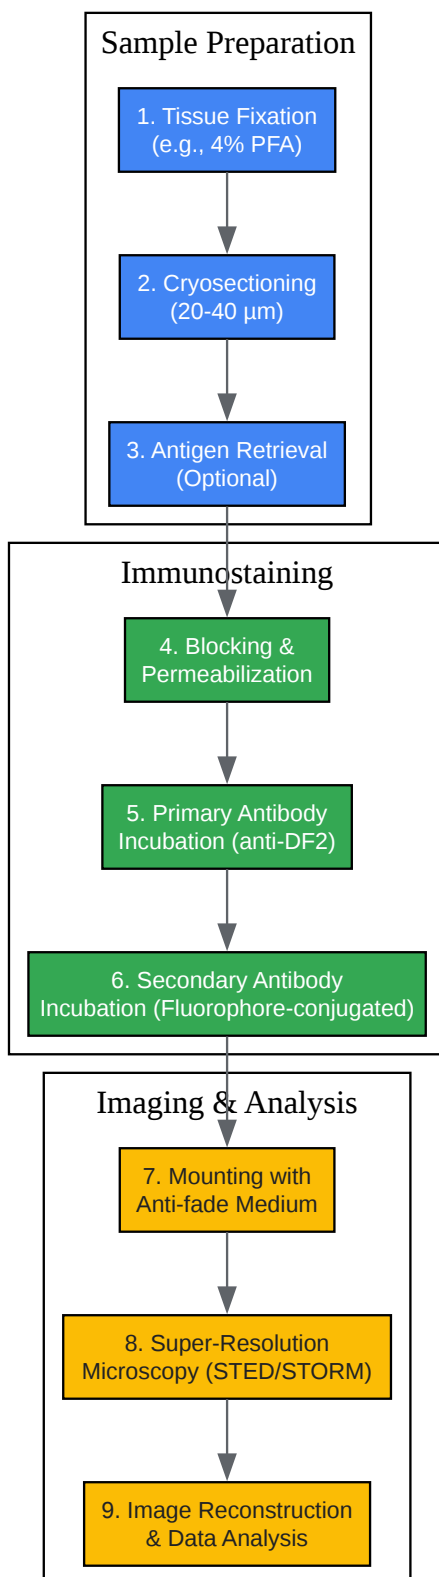 Sample Preparation
1. Tissue Fixation
(e.g., 4% PFA)
2. Cryosectioning
(20-40 µm)
3. Antigen Retrieval
(Optional)
Immunostaining
4. Blocking &
Permeabilization
5. Primary Antibody
Incubation (anti-DF2)
6. Secondary Antibody
Incubation (Fluorophore-conjugated)
Imaging & Analysis
7. Mounting with
Anti-fade Medium
8. Super-Resolution
Microscopy (STED/STORM)
9. Image Reconstruction
& Data Analysis